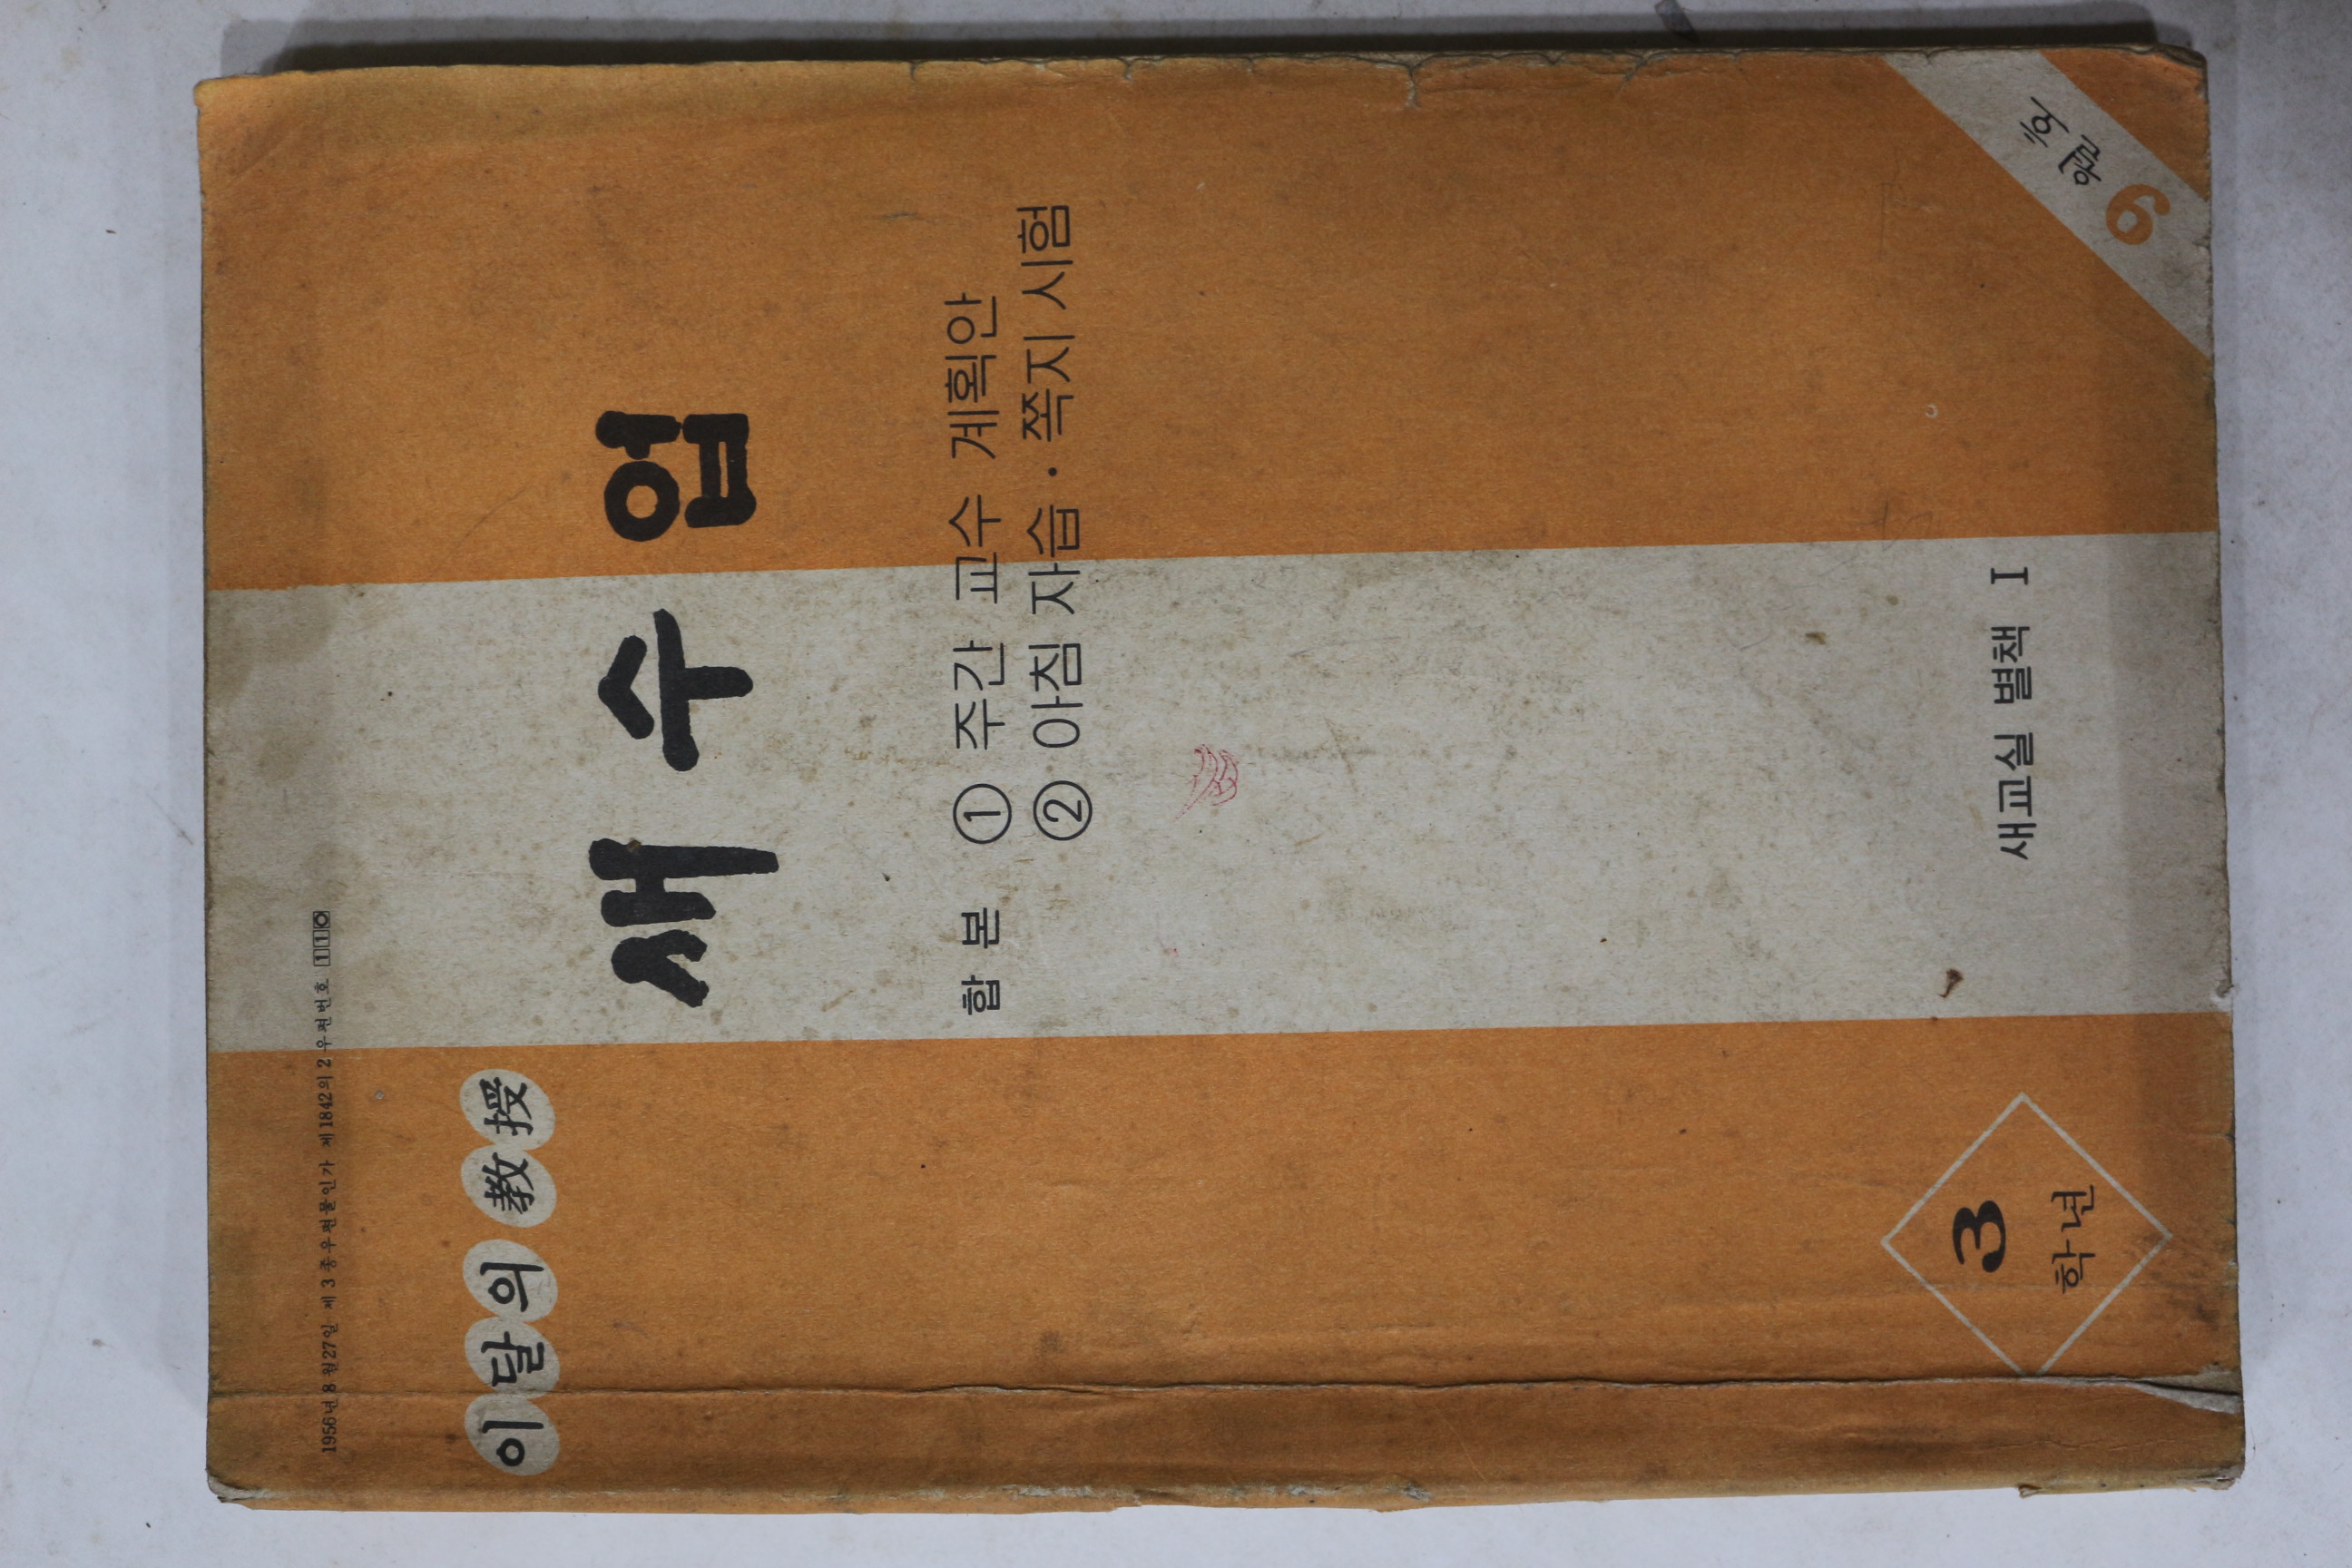 1956년 8월27일 제3종우편물인가 제1842의2 우편번호 110
이달의 敎授
새수업
합본 ① 주간 교수 계획안
② 아침 자습·쪽지 시험
6
3
학년
새교실 별책 I